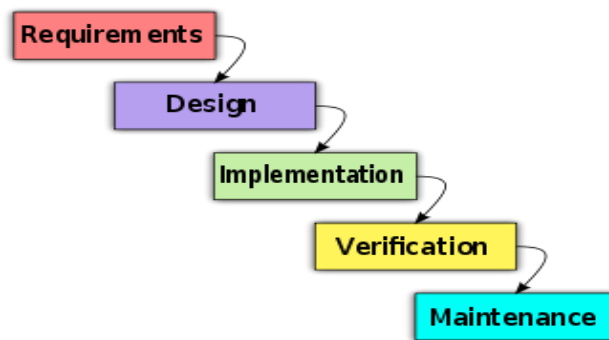 Requirements
Design
Implementation
Verification
Maintenance